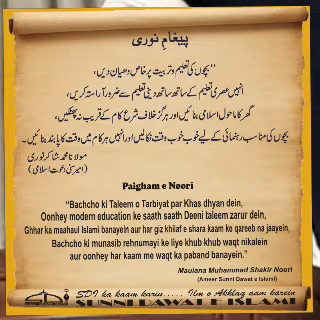 پیغامِ نوری
"بچوں کی تعلیم و تربیت پر خاص دھیان دیں،
انہیں عصری تعلیم کے ساتھ ساتھ دینی تعلیم سے ضرور آراستہ کریں،
گھر کا ماحول اسلامی بنائیں اور ہرگز خلاف شرع کام کے قریب نہ پھٹکیں،
بچوں کی مناسب رہنمائی کے لیے خوب خوب وقت نکالیں اور انہیں ہر کام میں وقت کا پابند بنائیں۔
مولانا محمد شاکر نوری
(امیر سنی دعوت اسلامی)
Paigham e Noori
"Bachcho ki Taleem o Tarbiyat par Khas dhyan dein,
Oonhey modern education ke saath saath Deeni taleem zarur dein,
Ghhar ka maahaul Islami banayein aur har giz khilaf e shara kaam ke qareeb na jaayein,
Bachcho ki munasib rehnumayi ke liye khub khub waqt nikalein
aur oonhey har kaam me waqt ka paband banayein."
Maulana Muhammad Shakir Noori
(Ameer Sunni Dawat e Islami)
SDI ka kaam karin..... Ilm o Akhlaq aam karein
SUNNI DAWAT E ISLAMI